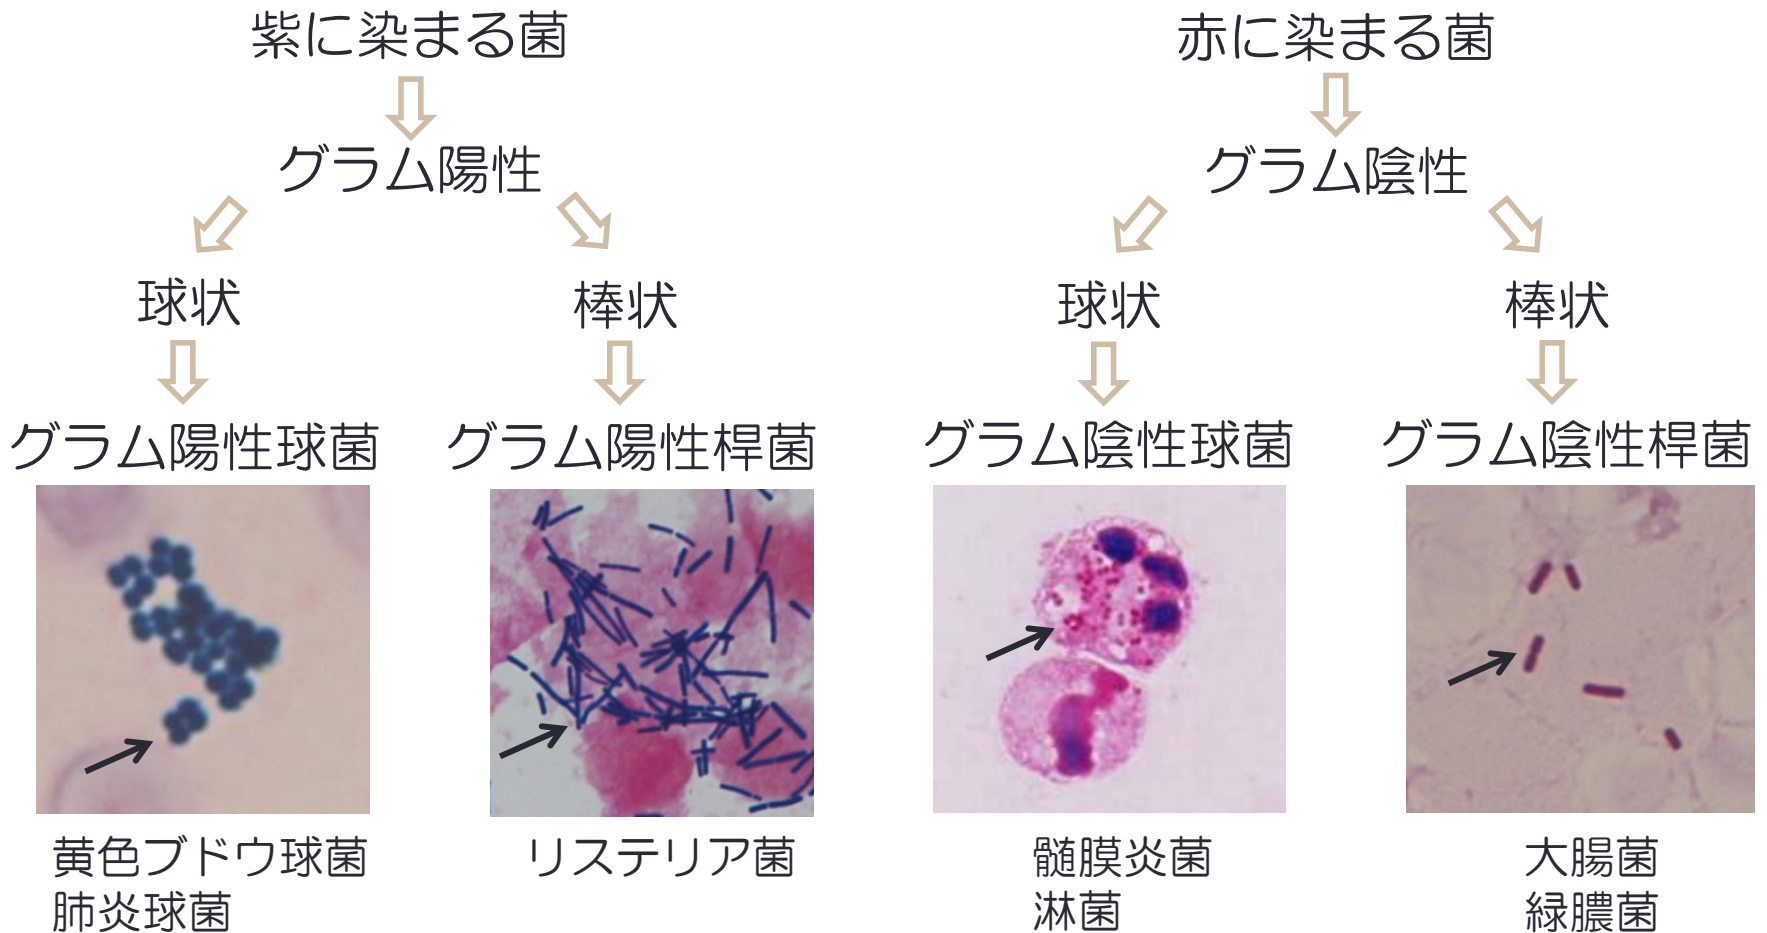 紫に染まる菌
赤に染まる菌
グラム陽性
グラム陰性
球状
棒状
球状
棒状
グラム陽性球菌
グラム陽性桿菌
グラム陰性球菌
グラム陰性桿菌
黄色ブドウ球菌
肺炎球菌
リステリア菌
髄膜炎菌
淋菌
大腸菌
緑膿菌